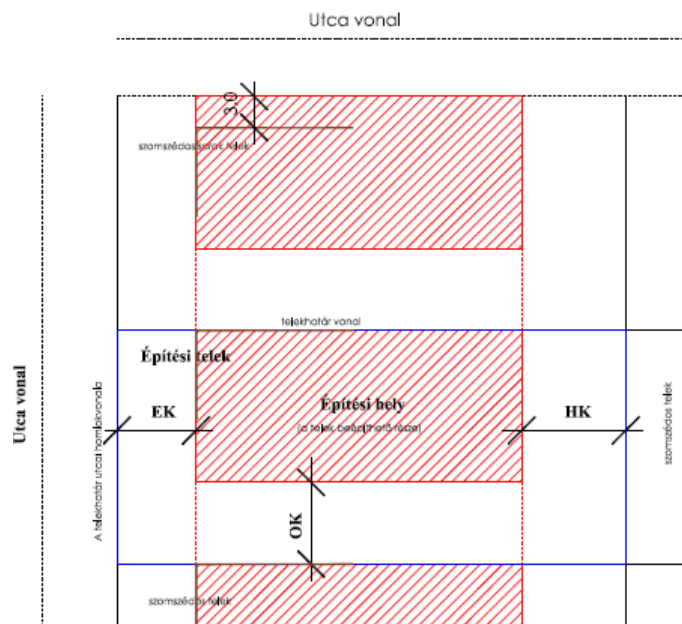 Utca vonal
3.0
szomszédos sarok telek
telekhatár vonal
Építési telek
EK
Építési hely
(a telek beépíthető része)
HK
OK
szomszédos telek
Utca vonal
A telekhatár utcai homlokvonala
szomszédos telek